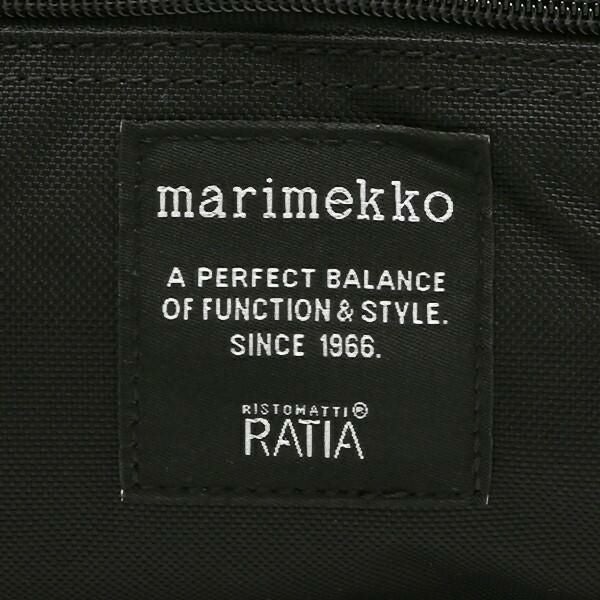 marimekko
A PERFECT BALANCE
OF FUNCTION & STYLE.
SINCE 1966.
RISTOMATTI®
RATIA